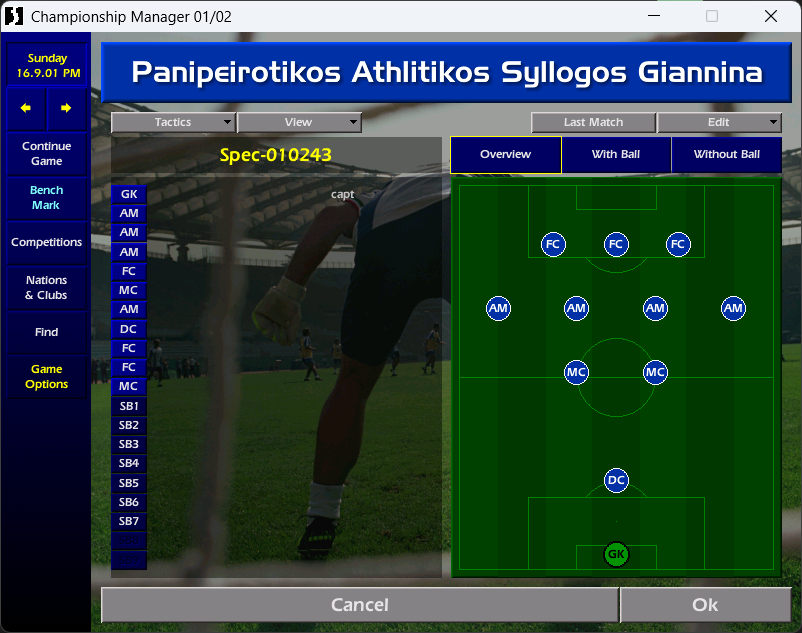 Championship Manager 01/02
Sunday
16.9.01 PM
Continue
Game
Bench
Mark
Competitions
Nations
& Clubs
Find
Game
Options
Panipeirotikos Athlitikos Syllogos Giannina
Tactics
View
Last Match
Edit
Spec-010243
Overview
With Ball
Without Ball
GK capt
AM
AM
AM
FC
MC
AM
DC
FC
FC
MC
SB1
SB2
SB3
SB4
SB5
SB6
SB7
FC FC FC
AM AM AM AM
MC MC
DC
GK
Cancel
Ok